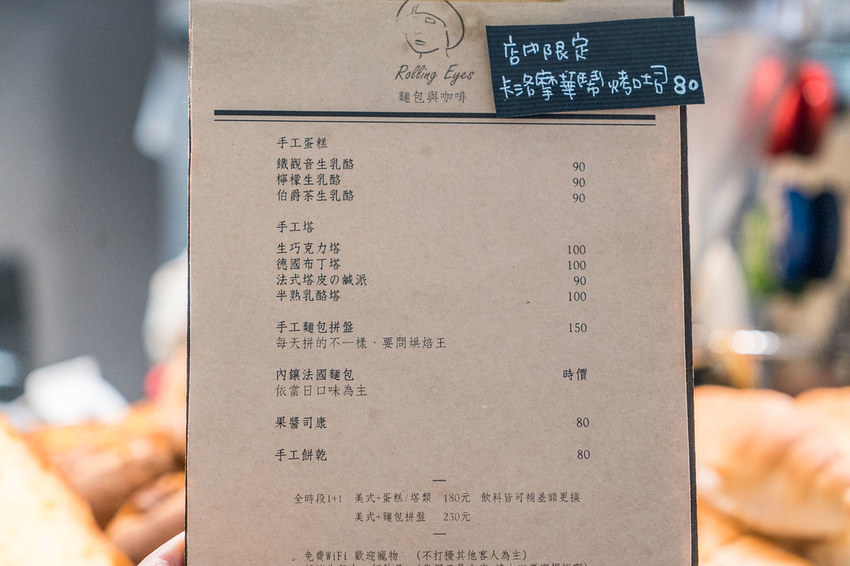 Rolling Eyes
麵包與咖啡
店內限定
卡洛摩華鬧烤吐司 80
手工蛋糕
鐵觀音生乳酪 90
檸檬生乳酪 90
伯爵茶生乳酪 90
手工塔
生巧克力塔 100
德國布丁塔 100
法式塔皮の鹹派 90
半熟乳酪塔 100
手工麵包拼盤 150
每天拼的不一樣，要問烘焙王
內鑲法國麵包 時價
依當日口味為主
果醬司康 80
手工餅乾 80
全時段1+1 美式+蛋糕/塔類 180元 飲料皆可補差額更換
美式+麵包拼盤 230元
。免費WiFi 歡迎寵物 （不打擾其他客人為主）